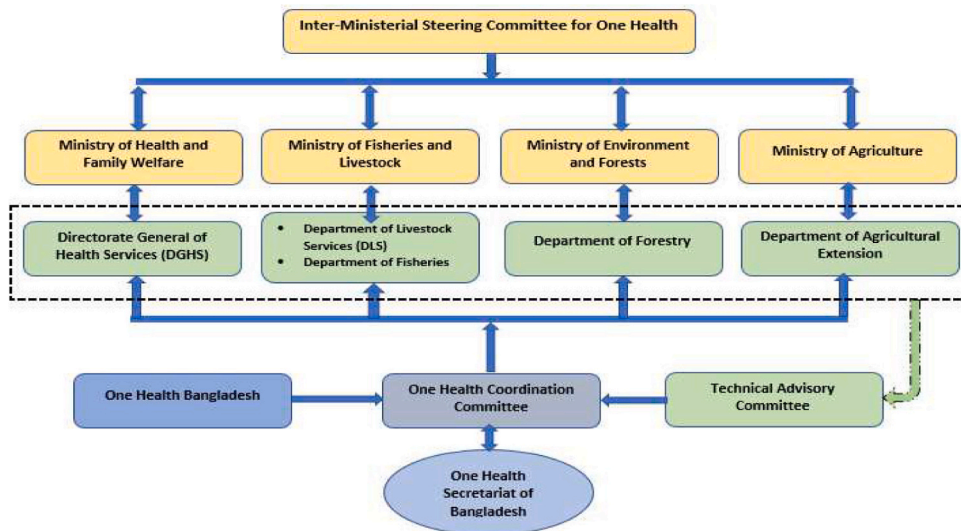 Inter-Ministerial Steering Committee for One Health
Ministry of Health and
Family Welfare
Ministry of Fisheries and
Livestock
Ministry of Environment
and Forests
Ministry of Agriculture
Directorate General of
Health Services (DGHS)
• Department of Livestock
Services (DLS)
• Department of Fisheries
Department of Forestry
Department of Agricultural
Extension
One Health Bangladesh
One Health Coordination
Committee
Technical Advisory
Committee
One Health
Secretariat of
Bangladesh